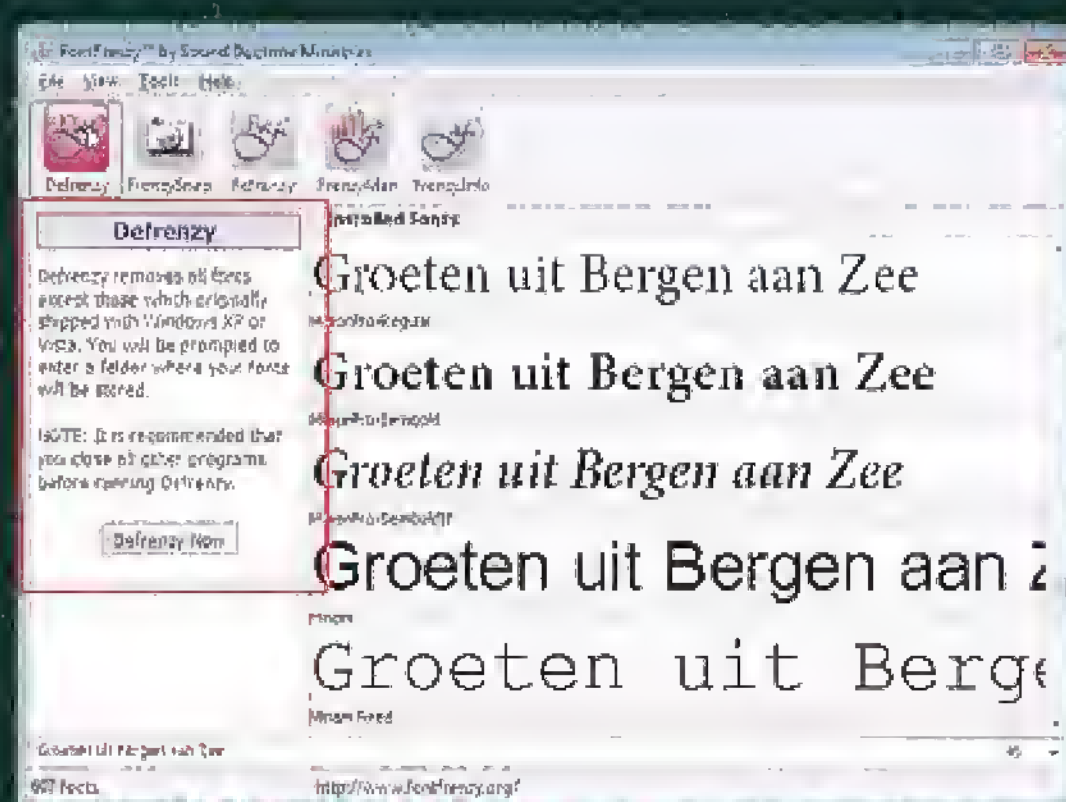 FontFrenzy™ by Sound Doctrine Ministries
File View Tools Help
Defrenzy FrenzySnap Refrenzy FrenzyMan FrenzyInfo
Defrenzy
Defrenzy removes all fonts
except those which originally
shipped with Windows XP or
Vista. You will be prompted to
enter a folder where your fonts
will be stored.
NOTE: It is recommended that
you close all other programs
before running Defrenzy.
Defrenzy Now
Installed Fonts
Groeten uit Bergen aan Zee
Groeten uit Bergen aan Zee
Groeten uit Bergen aan Zee
Groeten uit Bergen aan Z
Miriam
Groeten uit Berge
Miriam Fixed
Groeten uit Bergen aan Zee
Fonts
http://www.fontfrenzy.org/